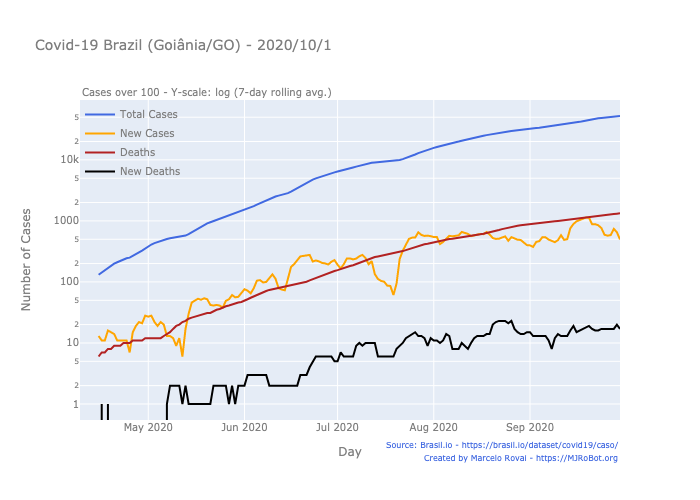 Covid-19 Brazil (Goiânia/GO) - 2020/10/1
Cases over 100 - Y-scale: log (7-day rolling avg.)
Total Cases
New Cases
Deaths
New Deaths
5
2
10k
5
2
1000
5
2
100
5
2
10
5
2
1
Number of Cases
May 2020
Jun 2020
Jul 2020
Aug 2020
Sep 2020
Day
Source: Brasil.io - https://brasil.io/dataset/covid19/caso/
Created by Marcelo Rovai - https://MJRoBot.org